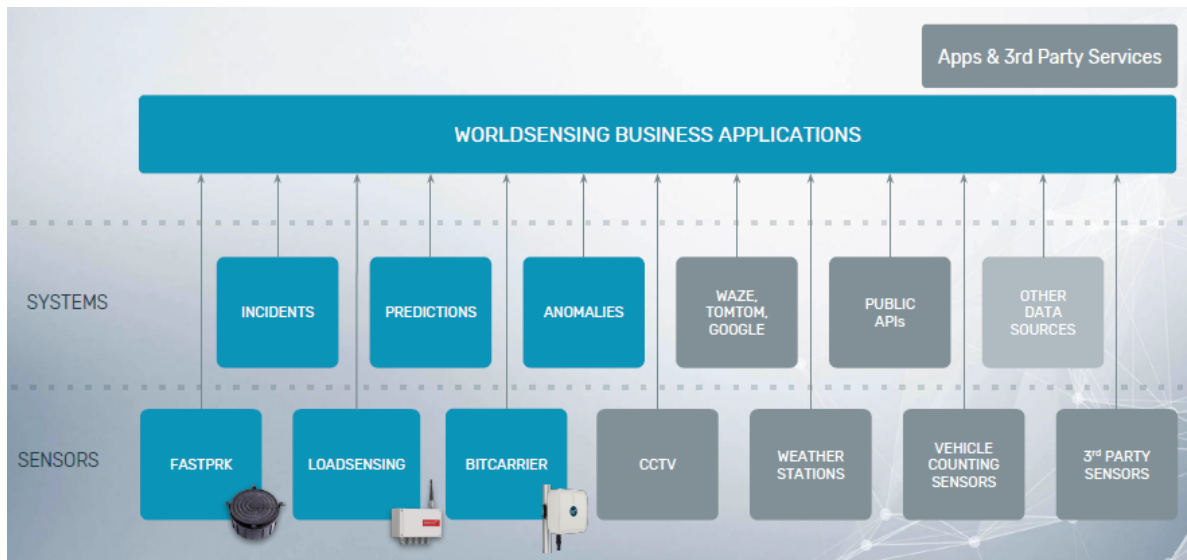 Apps & 3rd Party Services
WORLDSENSING BUSINESS APPLICATIONS
SYSTEMS
INCIDENTS
PREDICTIONS
ANOMALIES
WAZE,
TOMTOM,
GOOGLE
PUBLIC
APIs
OTHER
DATA
SOURCES
SENSORS
FASTPRK
LOADSENSING
BITCARRIER
CCTV
WEATHER
STATIONS
VEHICLE
COUNTING
SENSORS
3rd PARTY
SENSORS